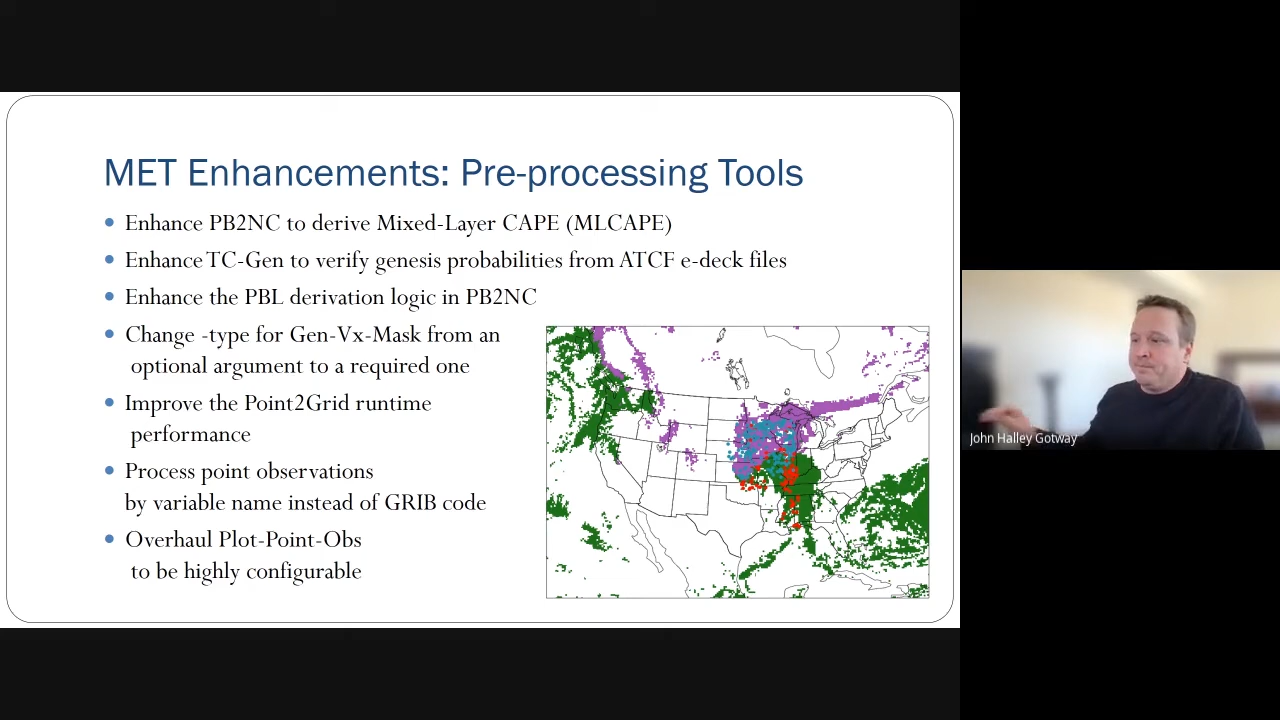 MET Enhancements: Pre-processing Tools
Enhance PB2NC to derive Mixed-Layer CAPE (MLCAPE)
Enhance TC-Gen to verify genesis probabilities from ATCF e-deck files
Enhance the PBL derivation logic in PB2NC
Change -type for Gen-Vx-Mask from an
optional argument to a required one
Improve the Point2Grid runtime
performance
Process point observations
by variable name instead of GRIB code
Overhaul Plot-Point-Obs
to be highly configurable
John Halley Gotway